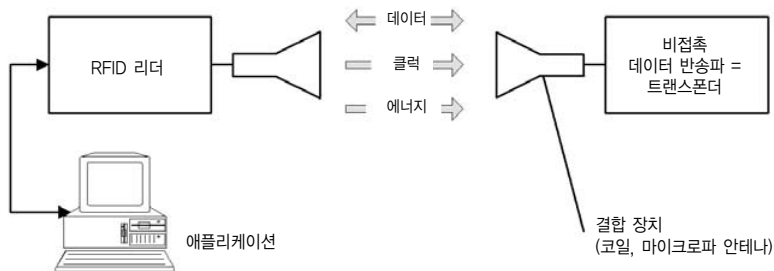 데이터
RFID 리더
클럭
에너지
비접촉
데이터 반송파 =
트랜스폰더
애플리케이션
결합 장치
(코일, 마이크로파 안테나)